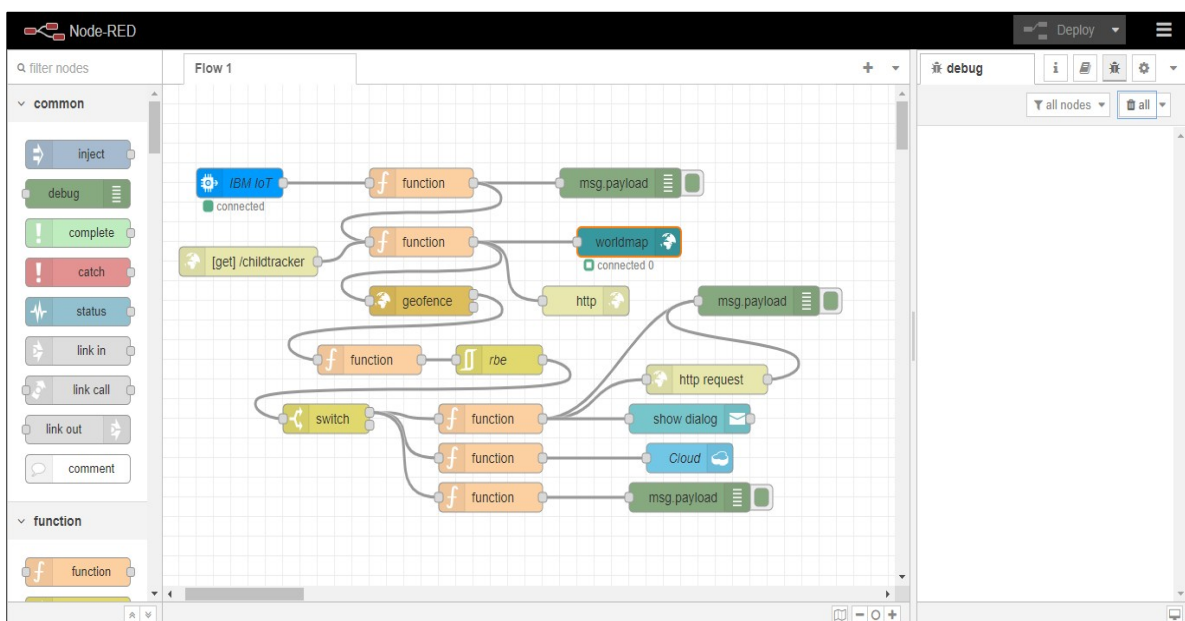 Node-RED
Deploy
filter nodes
Flow 1
debug
i
all nodes
all
common
inject
debug
complete
catch
status
link in
link call
link out
comment
function
function
IBM IoT
connected
function
msg.payload
[get] /childtracker
function
worldmap
connected 0
geofence
http
msg.payload
function
rbe
http request
switch
function
show dialog
function
Cloud
function
msg.payload